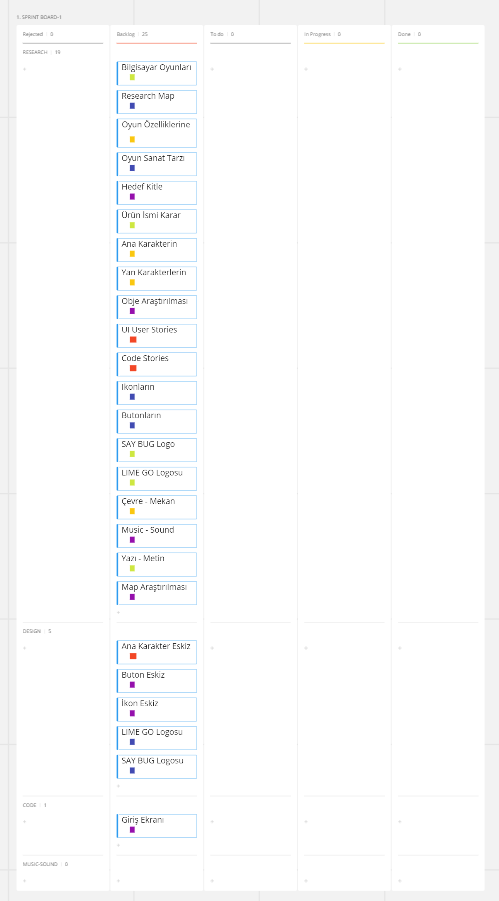 1. SPRINT BOARD-1
Rejected | 0
Backlog | 25
To do | 0
In Progress | 0
Done | 0
RESEARCH | 19
Bilgisayar Oyunları
Research Map
Oyun Özelliklerine
Oyun Sanat Tarzı
Hedef Kitle
Ürün İsmi Karar
Ana Karakterin
Yan Karakterlerin
Obje Araştırılması
UI User Stories
Code Stories
Ikonların
Butonların
SAY BUG Logo
LIME GO Logosu
Çevre - Mekan
Music - Sound
Yazı - Metin
Map Araştırılması
DESIGN | 5
Ana Karakter Eskiz
Buton Eskiz
İkon Eskiz
LIME GO Logosu
SAY BUG Logosu
CODE | 1
Giriş Ekranı
MUSIC-SOUND | 0